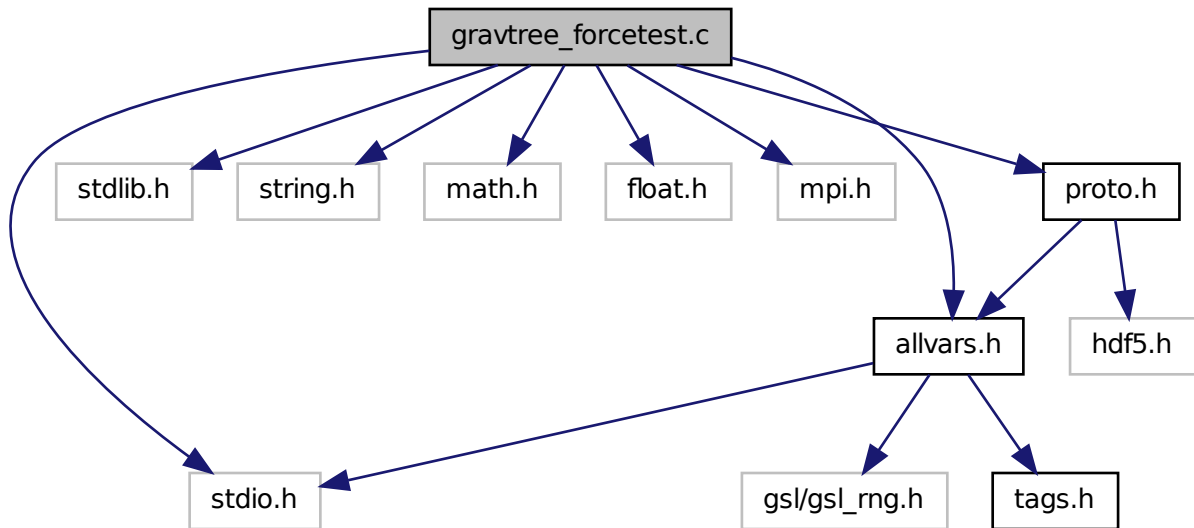 gravtree_forcetest.c
stdlib.h
string.h
math.h
float.h
mpi.h
proto.h
allvars.h
hdf5.h
stdio.h
gsl/gsl_rng.h
tags.h